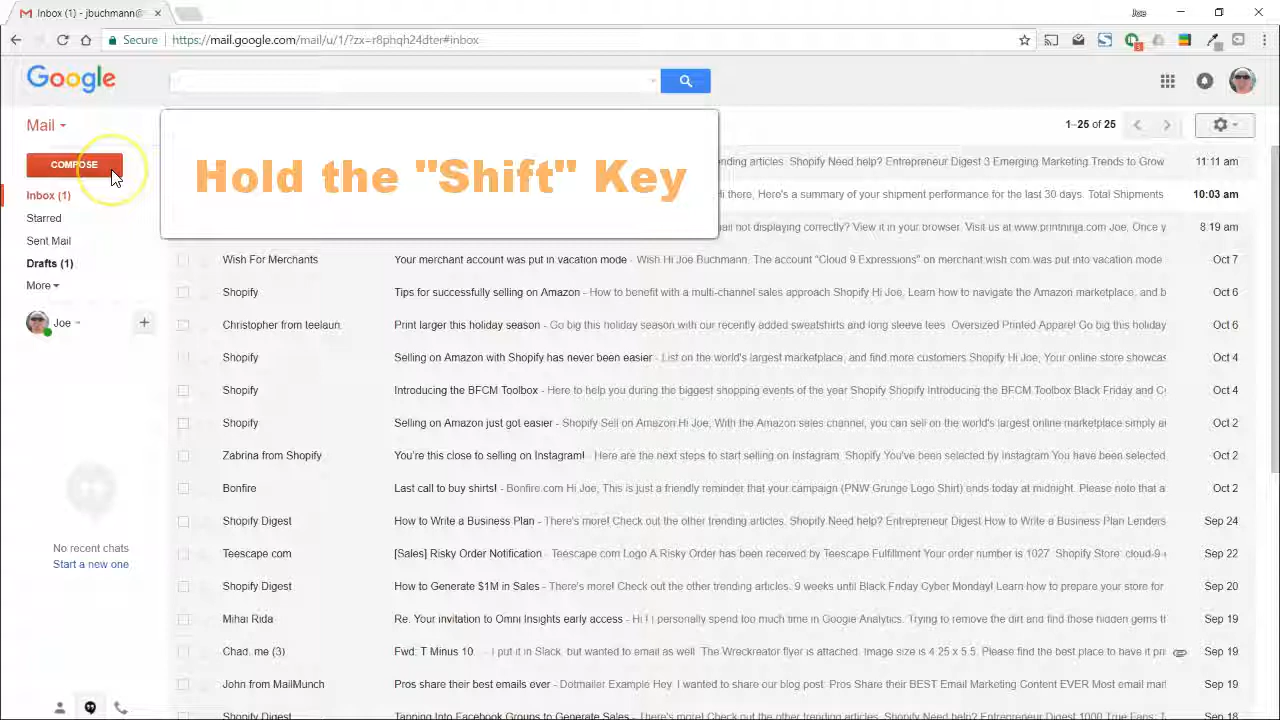 Inbox (1) - jbuchmann@
Joe
Secure
https://mail.google.com/mail/u/1/?zx=r8phqh24dter#inbox
Google
Mail
1–25 of 25
COMPOSE
Hold the "Shift" Key
nding articles. Shopify Need help? Entrepreneur Digest 3 Emerging Marketing Trends to Grow 11:11 am
Inbox (1)
Hi there, Here's a summary of your shipment performance for the last 30 days. Total Shipments 10:03 am
Starred
ail not displaying correctly? View it in your browser. Visit us at www.printninja.com Joe, Once y 8:19 am
Sent Mail
Drafts (1)
Wish For Merchants Your merchant account was put in vacation mode - Wish Hi Joe Buchmann, The account "Cloud 9 Expressions" on merchant.wish.com was put into vacation mode Oct 7
More
Shopify Tips for successfully selling on Amazon - How to benefit with a multi-channel sales approach Shopify Hi Joe, Learn how to navigate the Amazon marketplace, and b Oct 6
Joe
Christopher from teelaun. Print larger this holiday season - Go big this holiday season with our recently added sweatshirts and long sleeve tees. Oversized Printed Apparel Go big this holiday Oct 6
Shopify Selling on Amazon with Shopify has never been easier - List on the world's largest marketplace, and find more customers Shopify Hi Joe, Your online store showcas Oct 4
Shopify Introducing the BFCM Toolbox - Here to help you during the biggest shopping events of the year Shopify Shopify Introducing the BFCM Toolbox Black Friday and C Oct 4
Shopify Selling on Amazon just got easier - Shopify Sell on Amazon Hi Joe, With the Amazon sales channel, you can sell on the world's largest online marketplace simply a Oct 2
Zabrina from Shopify You're this close to selling on Instagram! - Here are the next steps to start selling on instagram. Shopify You've been selected by instagram You have been selected Oct 2
Bonfire Last call to buy shirts! - Bonfire.com Hi Joe, This is just a friendly reminder that your campaign (PNW Grunge Logo Shirt) ends today at midnight. Please note that a Oct 2
Shopify Digest How to Write a Business Plan - There's more! Check out the other trending articles. Shopify Need help? Entrepreneur Digest How to Write a Business Plan Lenders Sep 24
No recent chats
Teescape.com [Sales] Risky Order Notification - Teescape.com Logo A Risky Order has been received by Teescape Fulfillment Your order number is 1027. Shopify Store: cloud-9- Sep 22
Start a new one
Shopify Digest How to Generate $1M in Sales - There's more! Check out the other trending articles. 9 weeks until Black Friday Cyber Monday! Learn how to prepare your store for Sep 20
Mihai Rida Re: Your invitation to Omni Insights early access - Hi ! I personally spend too much time in Google Analytics. Trying to remove the dirt and find those hidden gems Sep 19
Chad, me (3) Fwd: T Minus 10 - I put it in Slack, but wanted to email as well. The Wreckreator flyer is attached. Image size is 4.25 x 5.5. Please find the best place to have it pri Sep 19
John from MailMunch Pros share their best emails ever - Dotmailer Example Hey, I wanted to share our blog post: Pros Share their BEST Email Marketing Content EVER Most email mar Sep 19
Shopify Digest Tapping Into Facebook Groups to Generate Sales - There's more! Check out the other trending articles. Sep 18